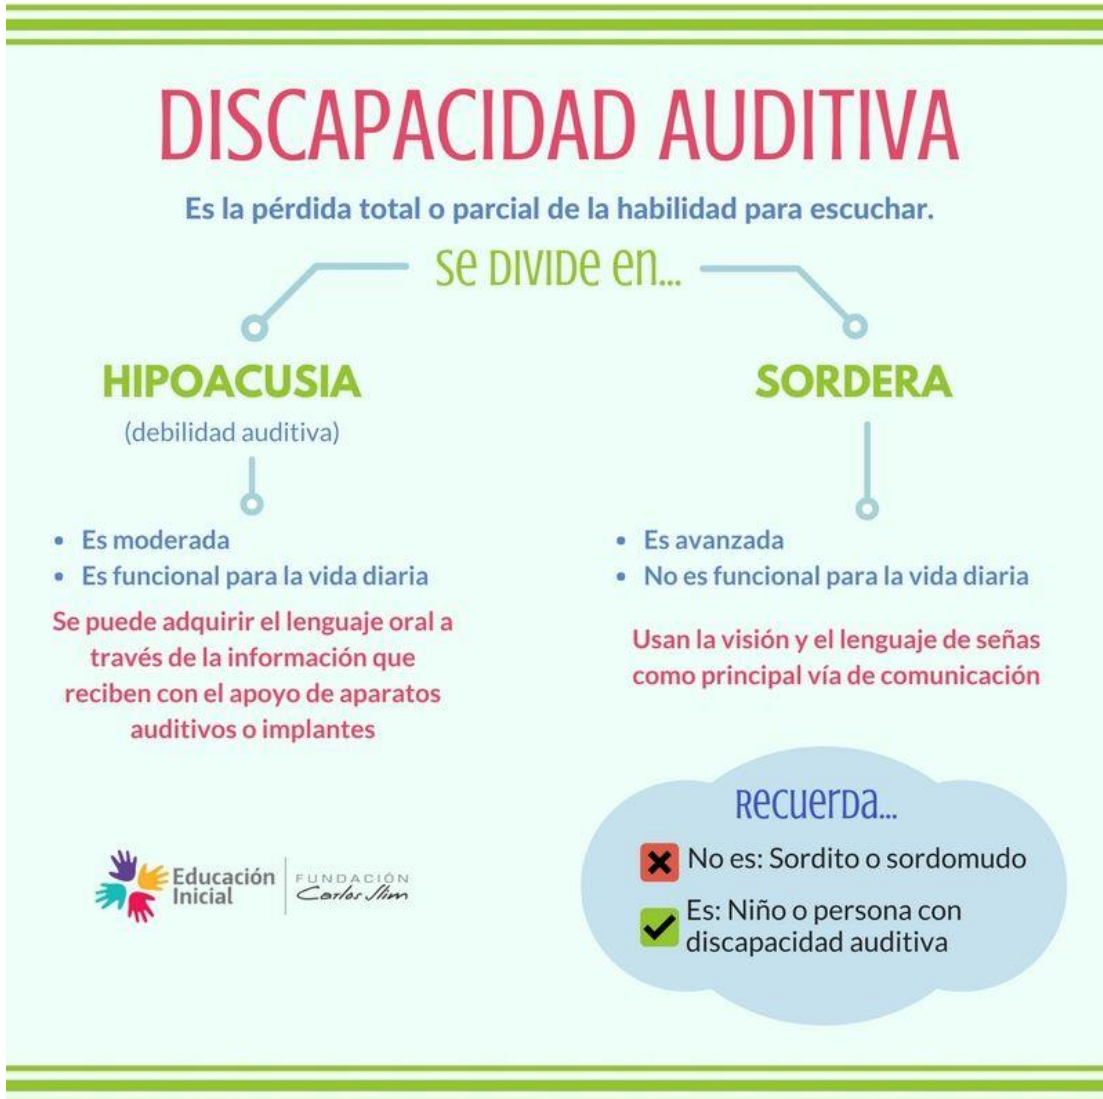 DISCAPACIDAD AUDITIVA
Es la pérdida total o parcial de la habilidad para escuchar.
Se DIVIDe en...
HIPOACUSIA
(debilidad auditiva)
• Es moderada
• Es funcional para la vida diaria
Se puede adquirir el lenguaje oral a
través de la información que
reciben con el apoyo de aparatos
auditivos o implantes
SORDERA
• Es avanzada
• No es funcional para la vida diaria
Usan la visión y el lenguaje de señas
como principal vía de comunicación
Recuerda...
No es: Sordito o sordomudo
Es: Niño o persona con
discapacidad auditiva
Educación
Inicial
FUNDACIÓN
Carlos Slim